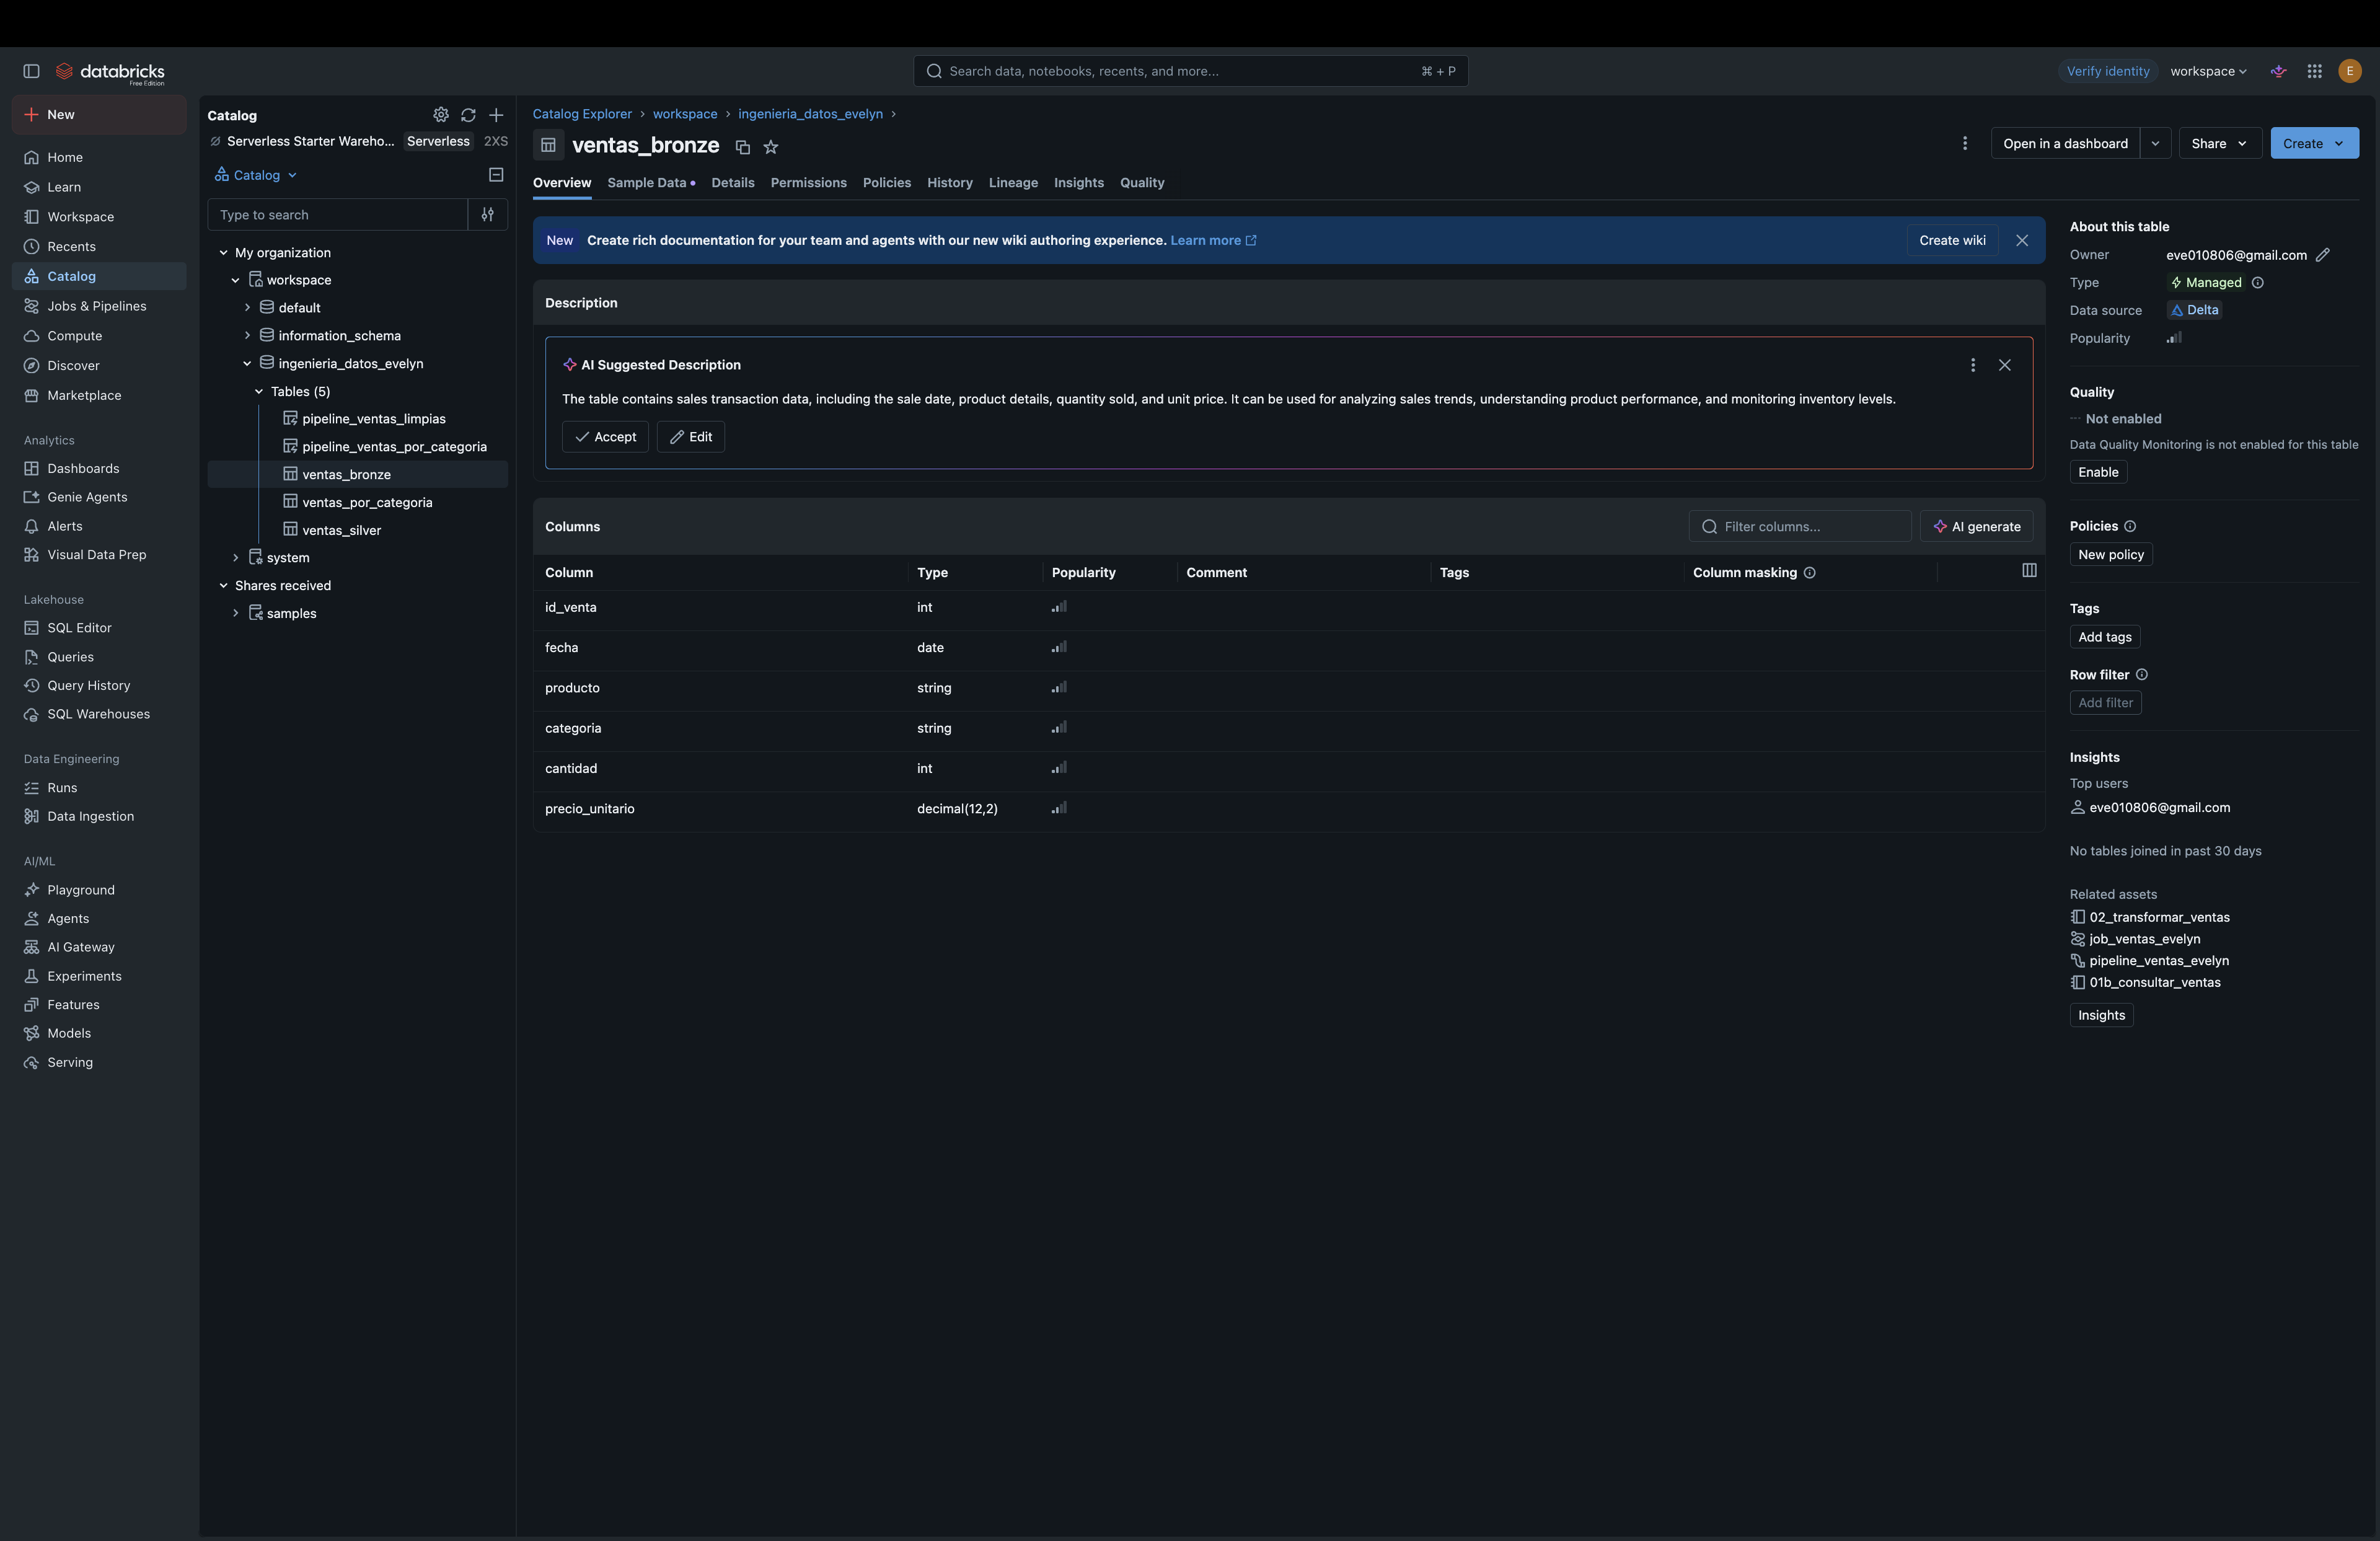 databricks
Free Edition
Search data, notebooks, recents, and more...
⌘ + P
Verify identity
workspace
E
New
Home
Learn
Workspace
Recents
Catalog
Jobs & Pipelines
Compute
Discover
Marketplace
Analytics
Dashboards
Genie Agents
Alerts
Visual Data Prep
Lakehouse
SQL Editor
Queries
Query History
SQL Warehouses
Data Engineering
Runs
Data Ingestion
AI/ML
Playground
Agents
AI Gateway
Experiments
Features
Models
Serving
Catalog
Serverless Starter Wareho... Serverless 2XS
Catalog
Type to search
My organization
workspace
default
information_schema
ingenieria_datos_evelyn
Tables (5)
pipeline_ventas_limpias
pipeline_ventas_por_categoria
ventas_bronze
ventas_por_categoria
ventas_silver
system
Shares received
samples
Catalog Explorer > workspace > ingenieria_datos_evelyn >
ventas_bronze
Open in a dashboard
Share
Create
Overview Sample Data Details Permissions Policies History Lineage Insights Quality
New Create rich documentation for your team and agents with our new wiki authoring experience. Learn more
Create wiki
Description
AI Suggested Description
The table contains sales transaction data, including the sale date, product details, quantity sold, and unit price. It can be used for analyzing sales trends, understanding product performance, and monitoring inventory levels.
Accept Edit
Columns
Filter columns...
AI generate
Column Type Popularity Comment Tags Column masking
id_venta int
fecha date
producto string
categoria string
cantidad int
precio_unitario decimal(12,2)
About this table
Owner eve010806@gmail.com
Type Managed
Data source Delta
Popularity
Quality
Not enabled
Data Quality Monitoring is not enabled for this table
Enable
Policies
New policy
Tags
Add tags
Row filter
Add filter
Insights
Top users
eve010806@gmail.com
No tables joined in past 30 days
Related assets
02_transformar_ventas
job_ventas_evelyn
pipeline_ventas_evelyn
01b_consultar_ventas
Insights